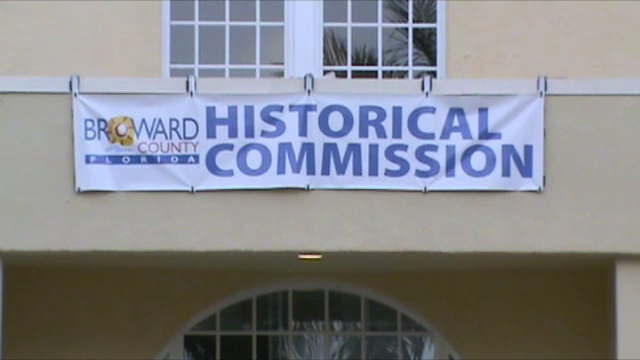 BROWARD
COUNTY
FLORIDA
HISTORICAL
COMMISSION